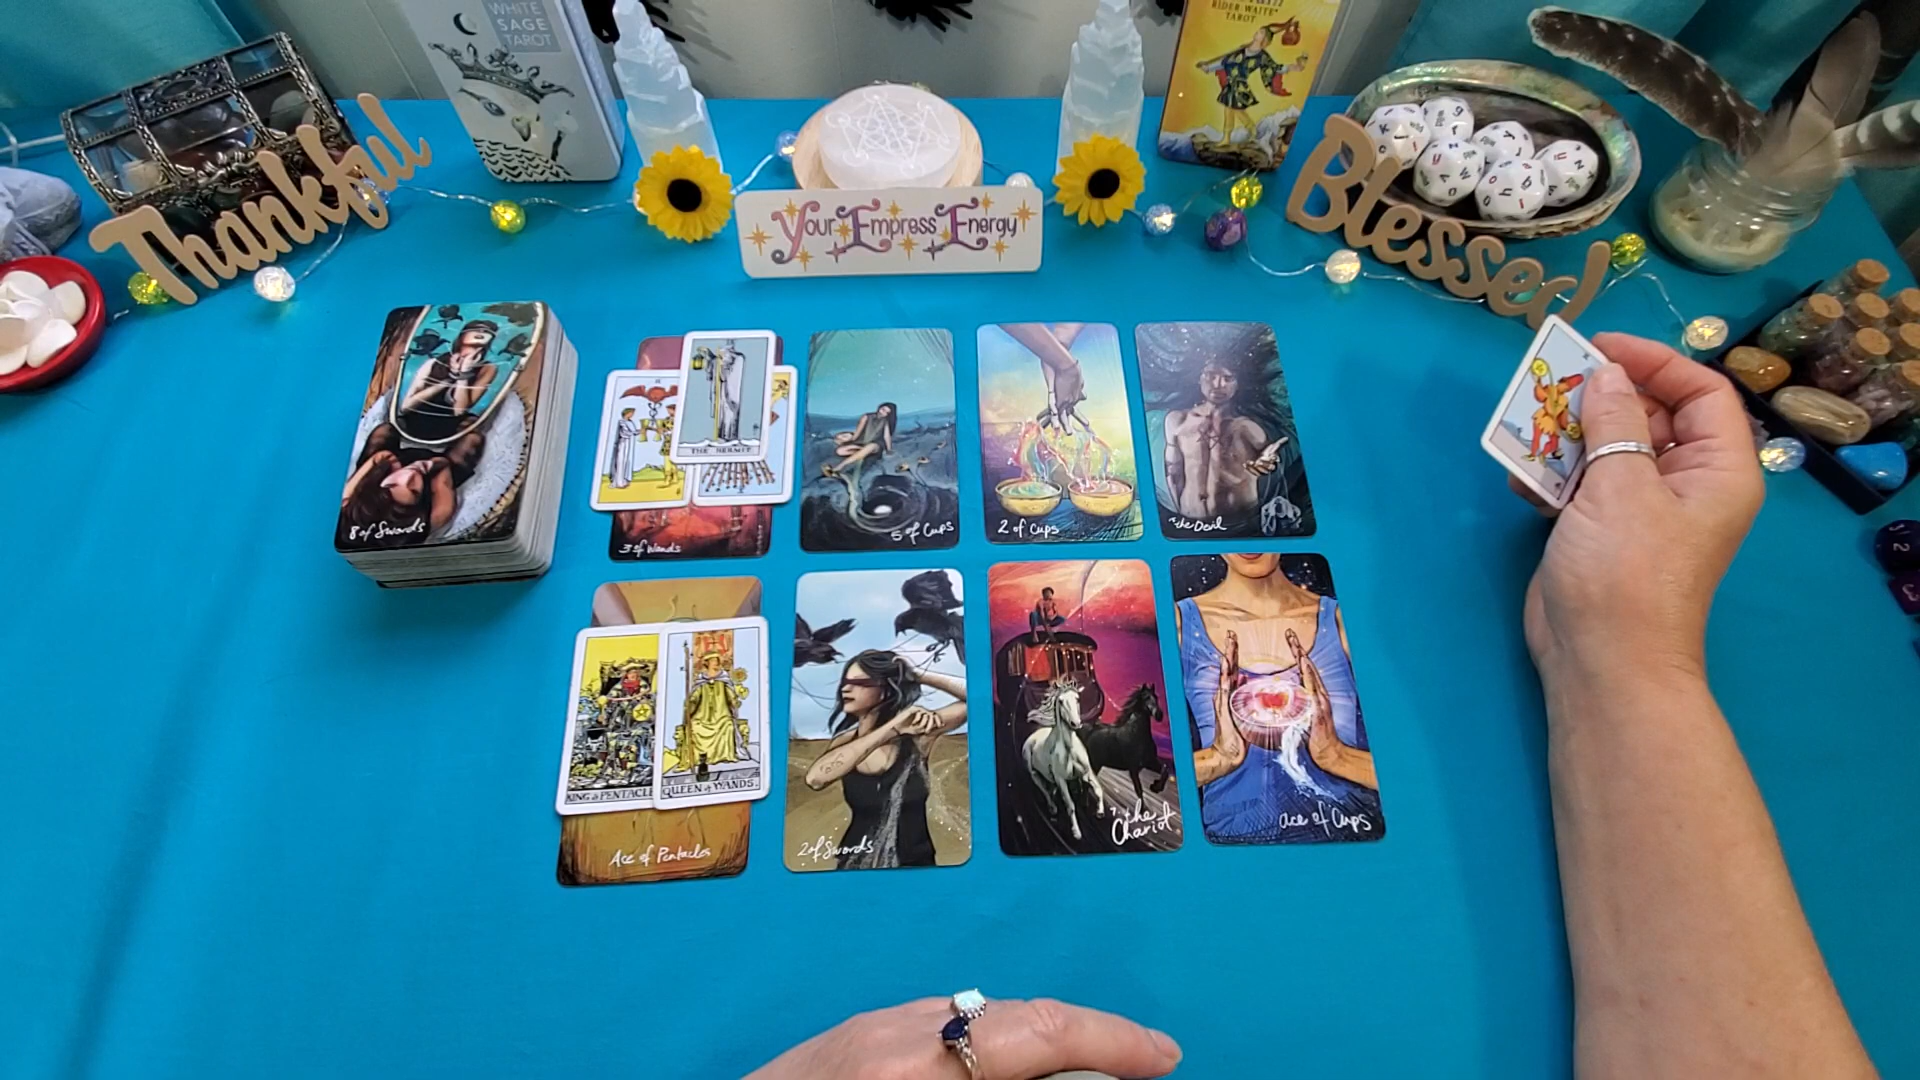 WHITE
SAGE
TAROT
RIDER-WAITE
TAROT
Thankful
Blessed
Your Empress Energy
8 of Swords
THE HERMIT
3 of Wands
5 of Cups
2 of Cups
The Devil
KING of PENTACLE
QUEEN of WANDS.
Ace of Pentacles
2 of Swords
7. the
Chariot
ace of Cups